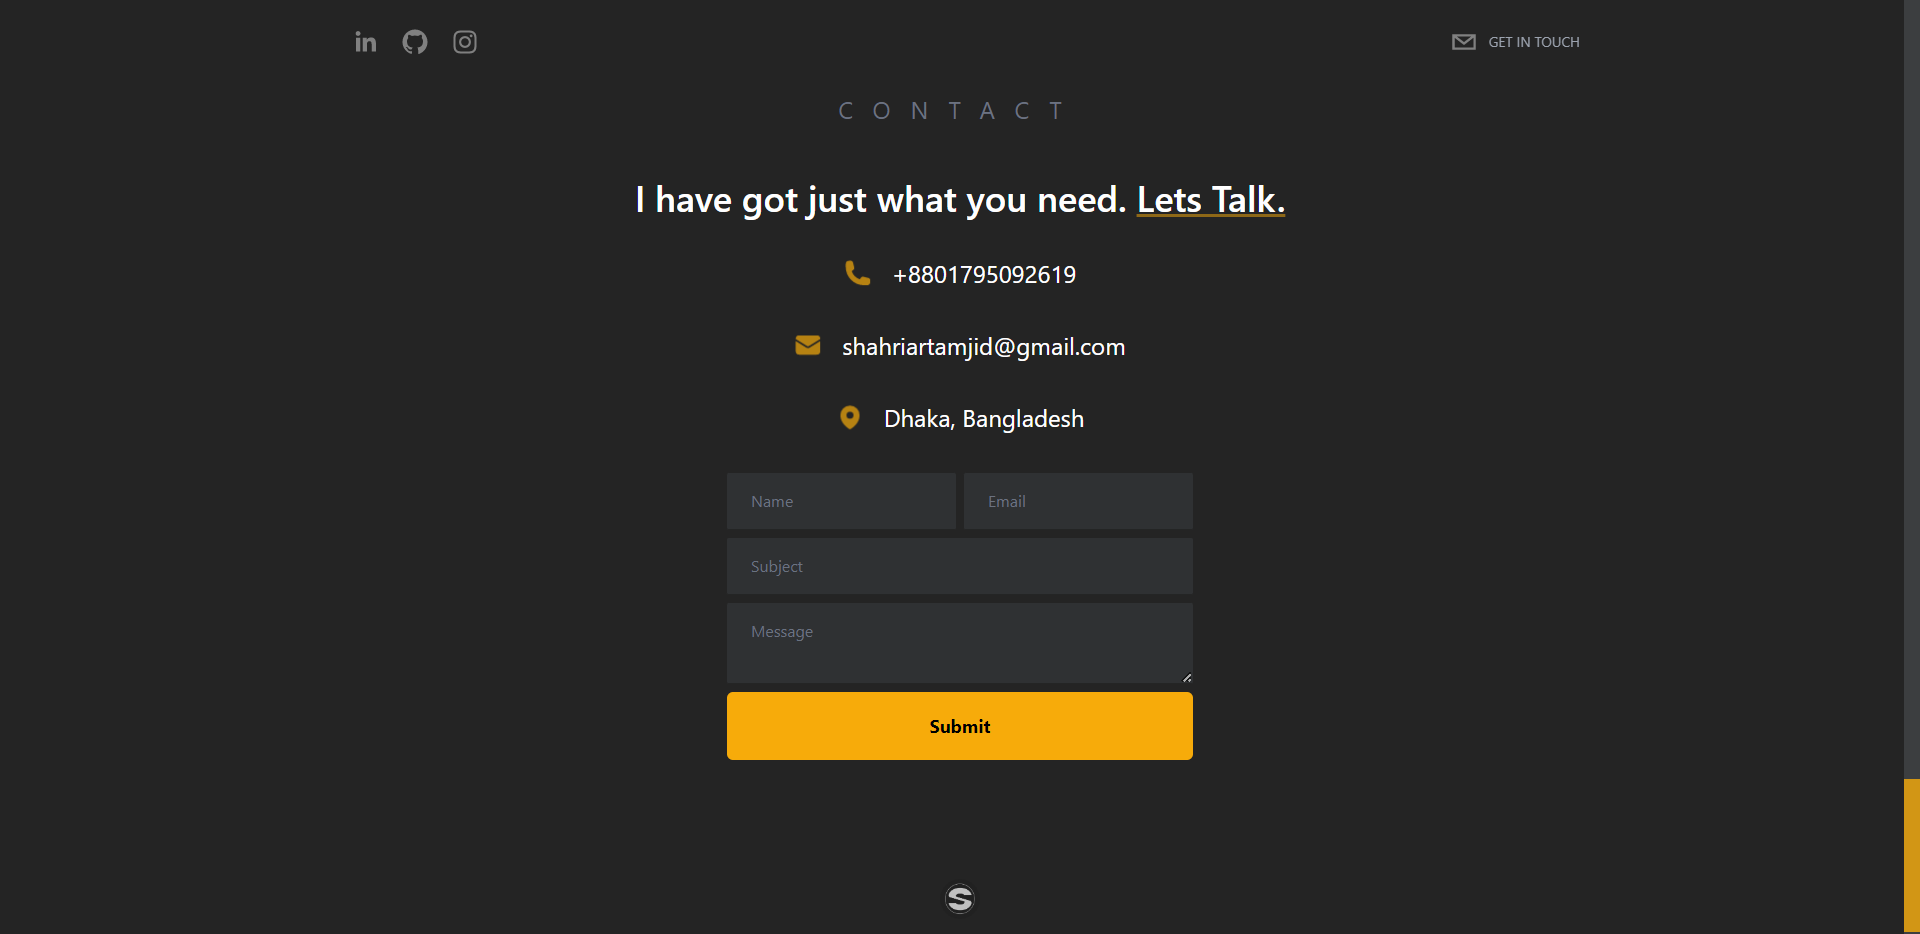 GET IN TOUCH
C O N T A C T
I have got just what you need. Lets Talk.
+8801795092619
shahriartamjid@gmail.com
Dhaka, Bangladesh
Name Email
Subject
Message
Submit
S